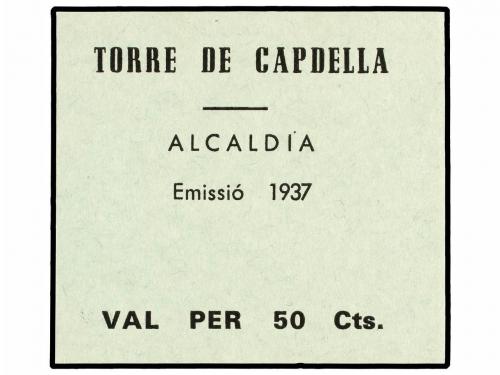 TORRE DE CAPDELLA
ALCALDÍA
Emissió 1937
VAL PER 50 Cts.